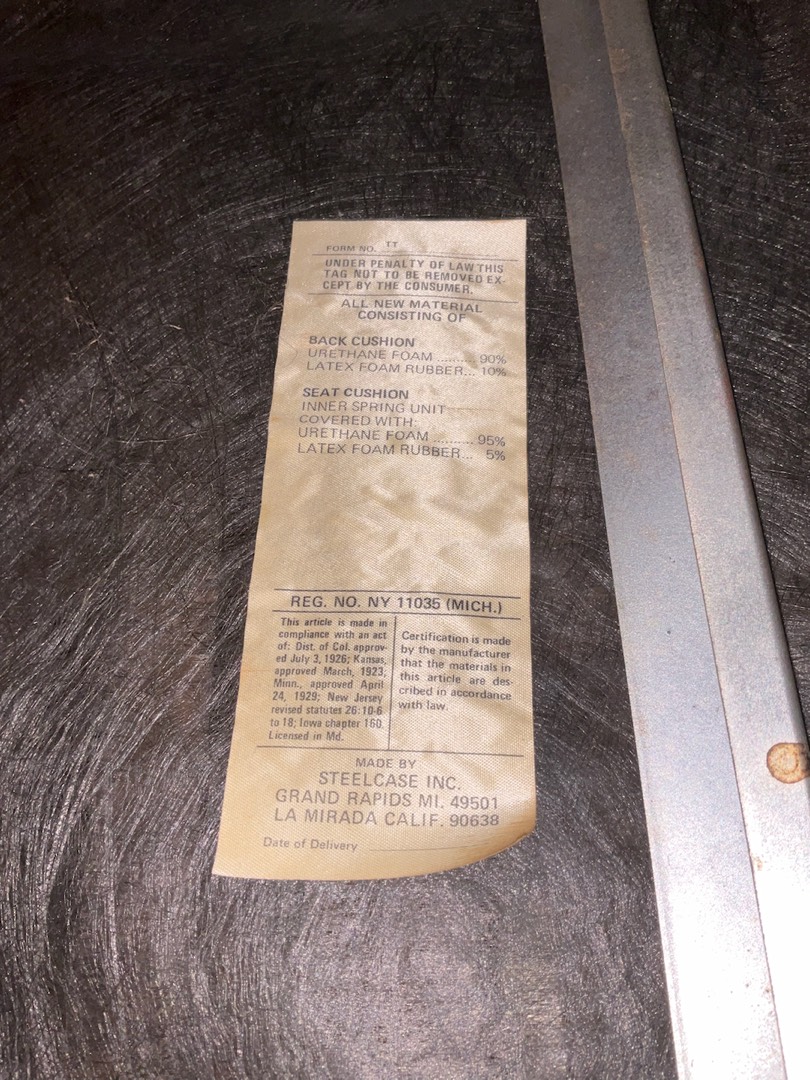 FORM NO. TT
UNDER PENALTY OF LAW THIS
TAG NOT TO BE REMOVED EX-
CEPT BY THE CONSUMER.
ALL NEW MATERIAL
CONSISTING OF
BACK CUSHION
URETHANE FOAM .......... 90%
LATEX FOAM RUBBER... 10%
SEAT CUSHION
INNER SPRING UNIT
COVERED WITH:
URETHANE FOAM .......... 95%
LATEX FOAM RUBBER... 5%
REG. NO. NY 11035 (MICH.)
This article is made in
compliance with an act
of: Dist. of Col. approv-
ed July 3, 1926; Kansas,
approved March, 1923;
Minn., approved April
24, 1929; New Jersey
revised statutes 26:10-6
to 18; Iowa chapter 160.
Licensed in Md.
Certification is made
by the manufacturer
that the materials in
this article are des-
cribed in accordance
with law.
MADE BY
STEELCASE INC.
GRAND RAPIDS MI. 49501
LA MIRADA CALIF. 90638
Date of Delivery